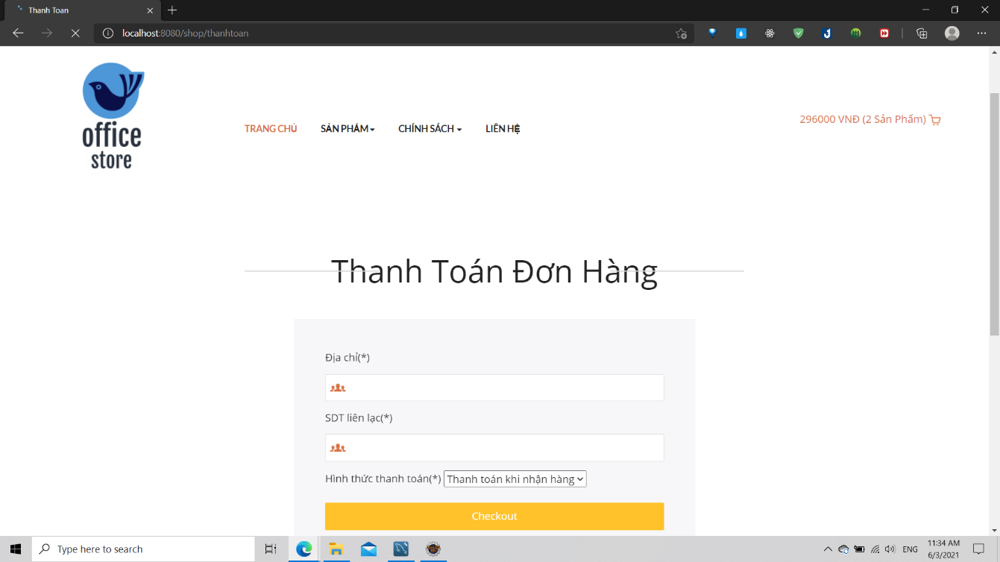 Thanh Toan
localhost:8080/shop/thanhtoan
office
store
TRANG CHỦ SẢN PHẨM CHÍNH SÁCH LIÊN HỆ
296000 VNĐ (2 Sản Phẩm)
Thanh Toán Đơn Hàng
Địa chỉ(*)
SDT liên lạc(*)
Hình thức thanh toán(*) Thanh toán khi nhận hàng
Checkout
Type here to search
ENG
11:34 AM
6/3/2021